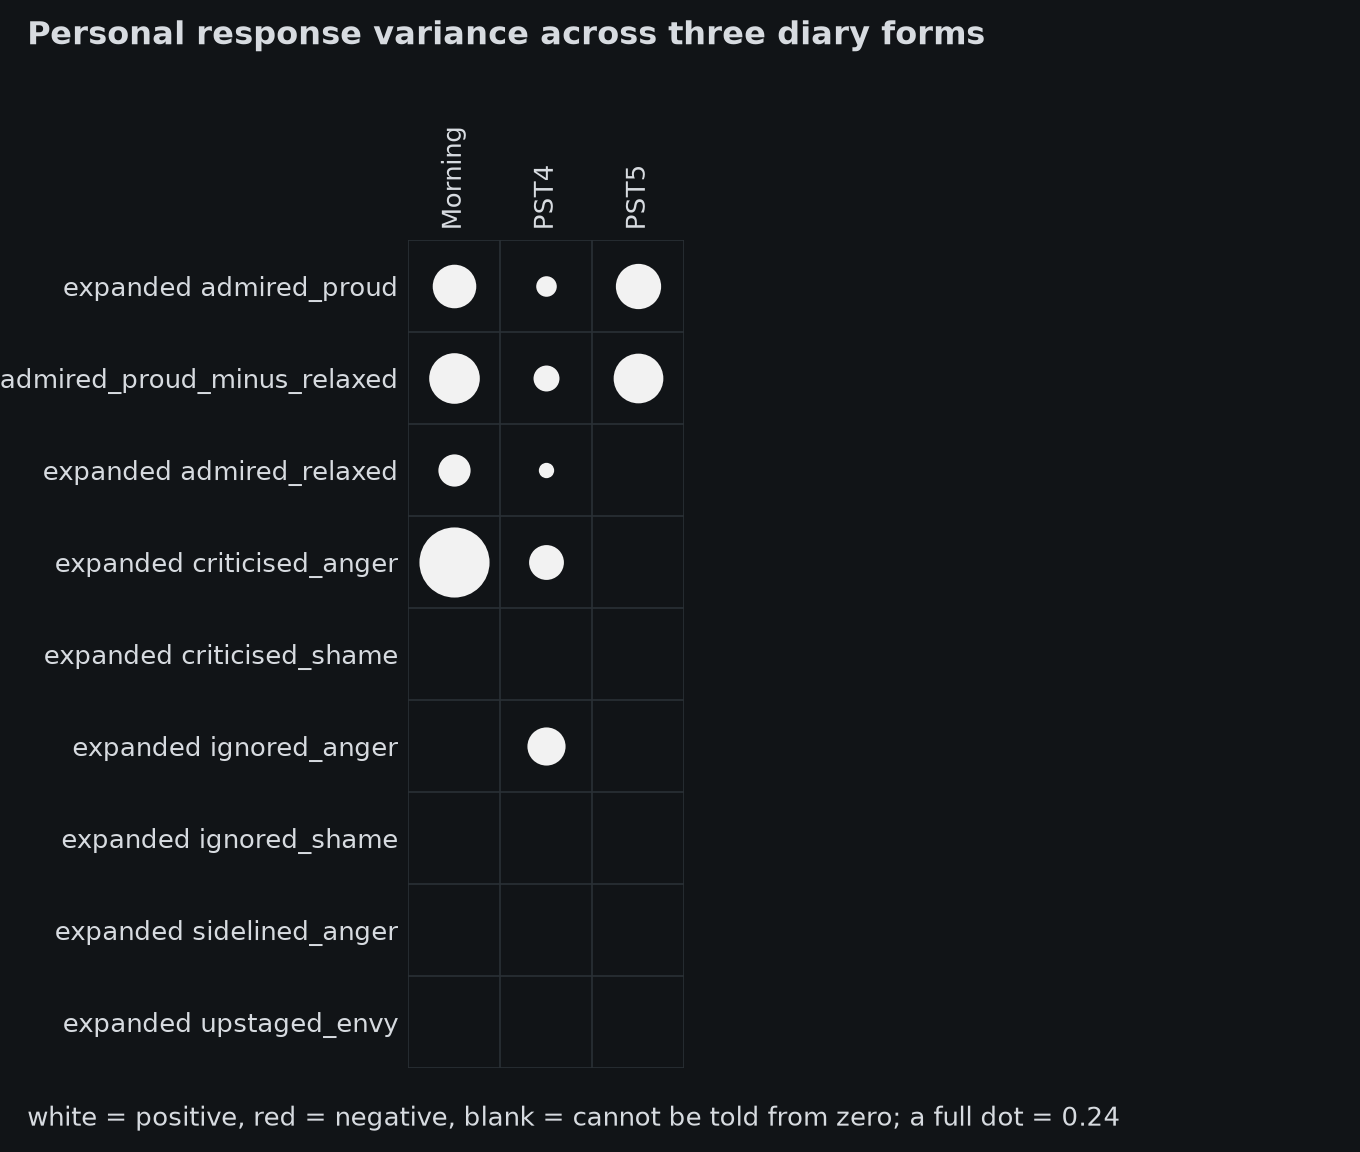 Personal response variance across three diary forms
Morning
PST4
PST5
expanded admired_proud
admired_proud_minus_relaxed
expanded admired_relaxed
expanded criticised_anger
expanded criticised_shame
expanded ignored_anger
expanded ignored_shame
expanded sidelined_anger
expanded upstaged_envy
white = positive, red = negative, blank = cannot be told from zero; a full dot = 0.24